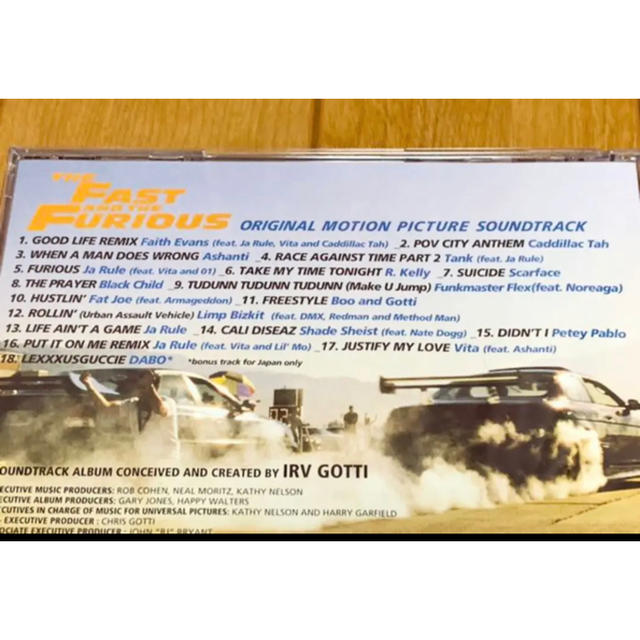 THE
FAST
AND THE
FURIOUS
ORIGINAL MOTION PICTURE SOUNDTRACK
1. GOOD LIFE REMIX Faith Evans (feat. Ja Rule, Vita and Caddillac Tah) _2. POV CITY ANTHEM Caddillac Tah
3. WHEN A MAN DOES WRONG Ashanti _4. RACE AGAINST TIME PART 2 Tank (feat. Ja Rule)
5. FURIOUS Ja Rule (feat. Vita and 01) _6. TAKE MY TIME TONIGHT R. Kelly _7. SUICIDE Scarface
8. THE PRAYER Black Child _9. TUDUNN TUDUNN TUDUNN (Make U Jump) Funkmaster Flex(feat. Noreaga)
10. HUSTLIN' Fat Joe (feat. Armageddon) _11. FREESTYLE Boo and Gotti
12. ROLLIN' (Urban Assault Vehicle) Limp Bizkit (feat. DMX, Redman and Method Man)
13. LIFE AIN'T A GAME Ja Rule _14. CALI DISEAZ Shade Sheist (feat. Nate Dogg) _15. DIDN'T I Petey Pablo
16. PUT IT ON ME REMIX Ja Rule (feat. Vita and Lil' Mo) _17. JUSTIFY MY LOVE Vita (feat. Ashanti)
18. LEXXXUSGUCCIE DABO* *bonus track for Japan only
OUNDTRACK ALBUM CONCEIVED AND CREATED BY IRV GOTTI
ECUTIVE MUSIC PRODUCERS: ROB COHEN, NEAL MORITZ, KATHY NELSON
ECUTIVE ALBUM PRODUCERS: GARY JONES, HAPPY WALTERS
ECUTIVES IN CHARGE OF MUSIC FOR UNIVERSAL PICTURES: KATHY NELSON AND HARRY GARFIELD
- EXECUTIVE PRODUCER : CHRIS GOTTI
OCIATE EXECUTIVE PRODUCER : JOHN "BJ" BRYANT